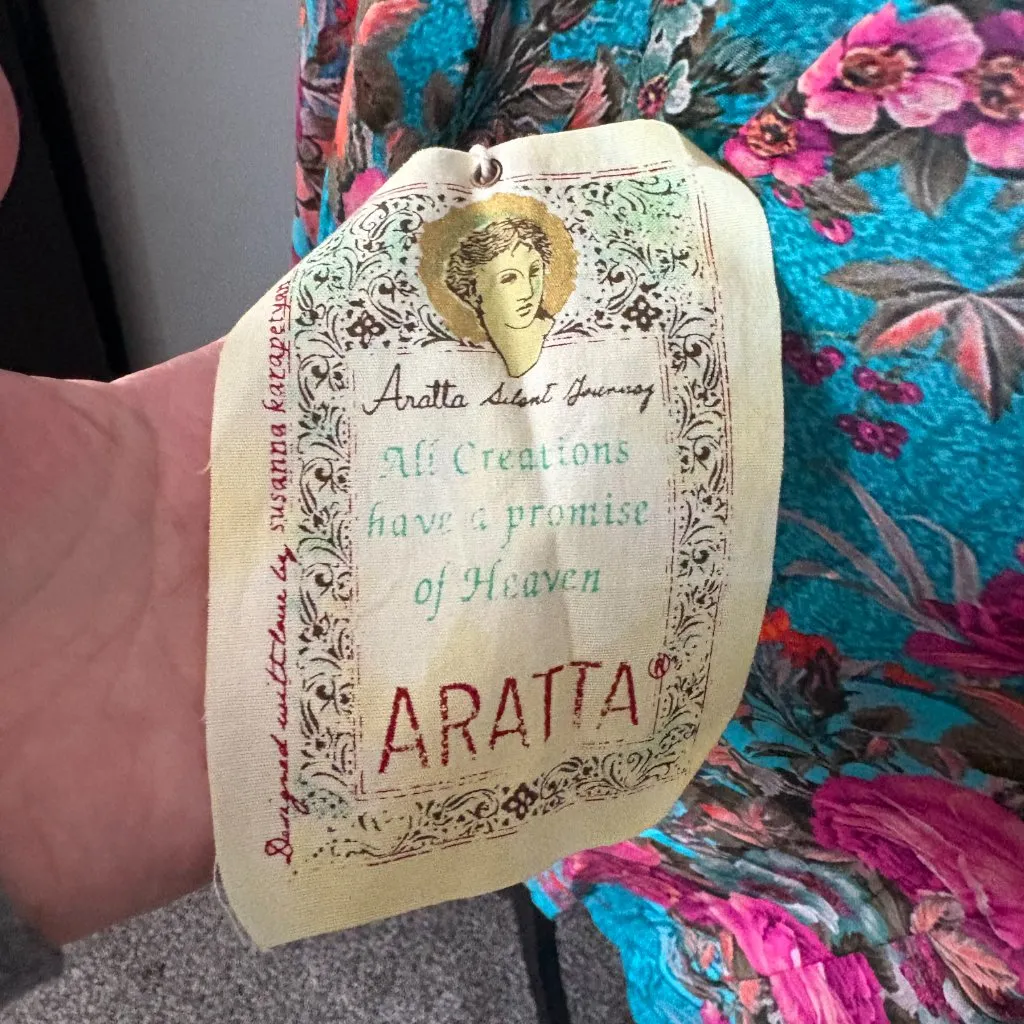 Aratta Silent Journey
All Creations
have a promise
of Heaven
ARATTA®
Designed with love by susanna karapetyan